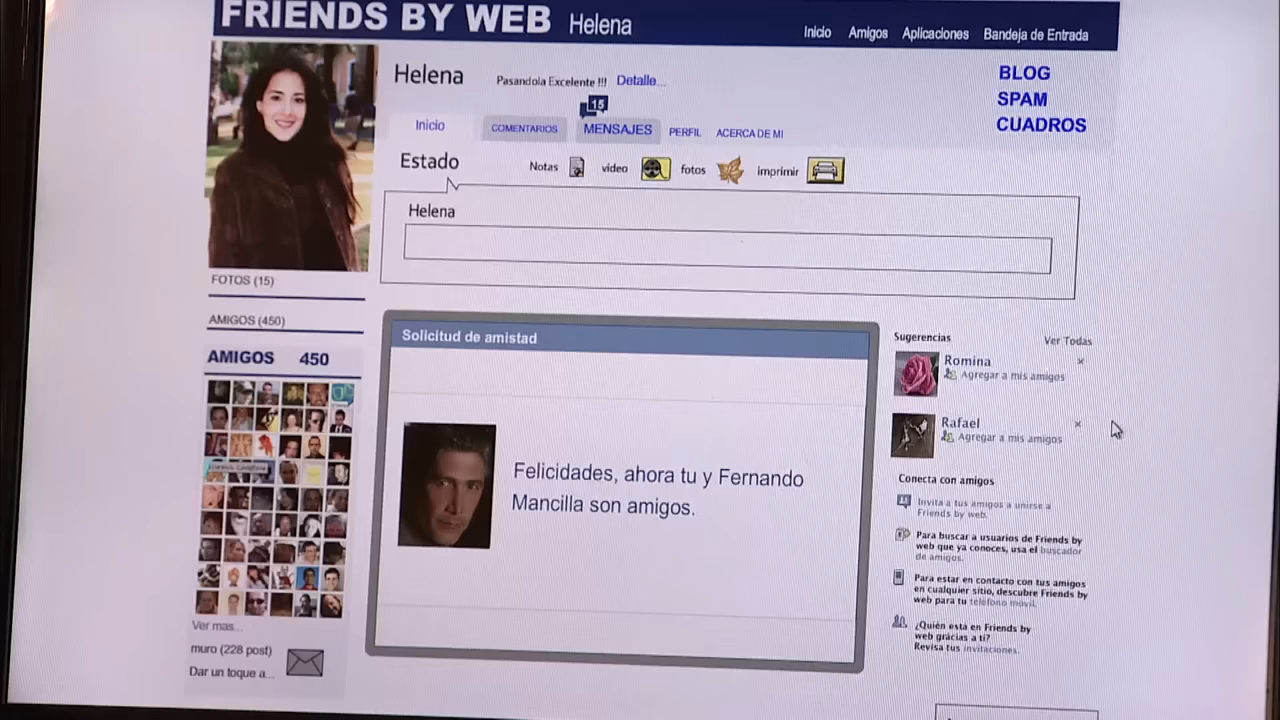 FRIENDS BY WEB Helena
Inicio Amigos Aplicaciones Bandeja de Entrada
Helena Pasandola Excelente !!! Detalle...
BLOG
SPAM
CUADROS
15
Inicio COMENTARIOS MENSAJES PERFIL ACERCA DE MI
Estado Notas video fotos imprimir
Helena
FOTOS (15)
AMIGOS (450)
AMIGOS 450
Ver mas...
muro (228 post)
Dar un toque a...
Solicitud de amistad
Felicidades, ahora tu y Fernando
Mancilla son amigos.
Sugerencias Ver Todas
Romina
Agregar a mis amigos
Rafael
Agregar a mis amigos
Conecta con amigos
Invita a tus amigos a unirse a
Friends by web.
Para buscar a usuarios de Friends by
web que ya conoces, usa el buscador
de amigos.
Para estar en contacto con tus amigos
en cualquier sitio, descubre Friends by
web para tu teléfono movil.
¿Quién esta en Friends by
web grácias a tí?
Revisa tus invitaciones.